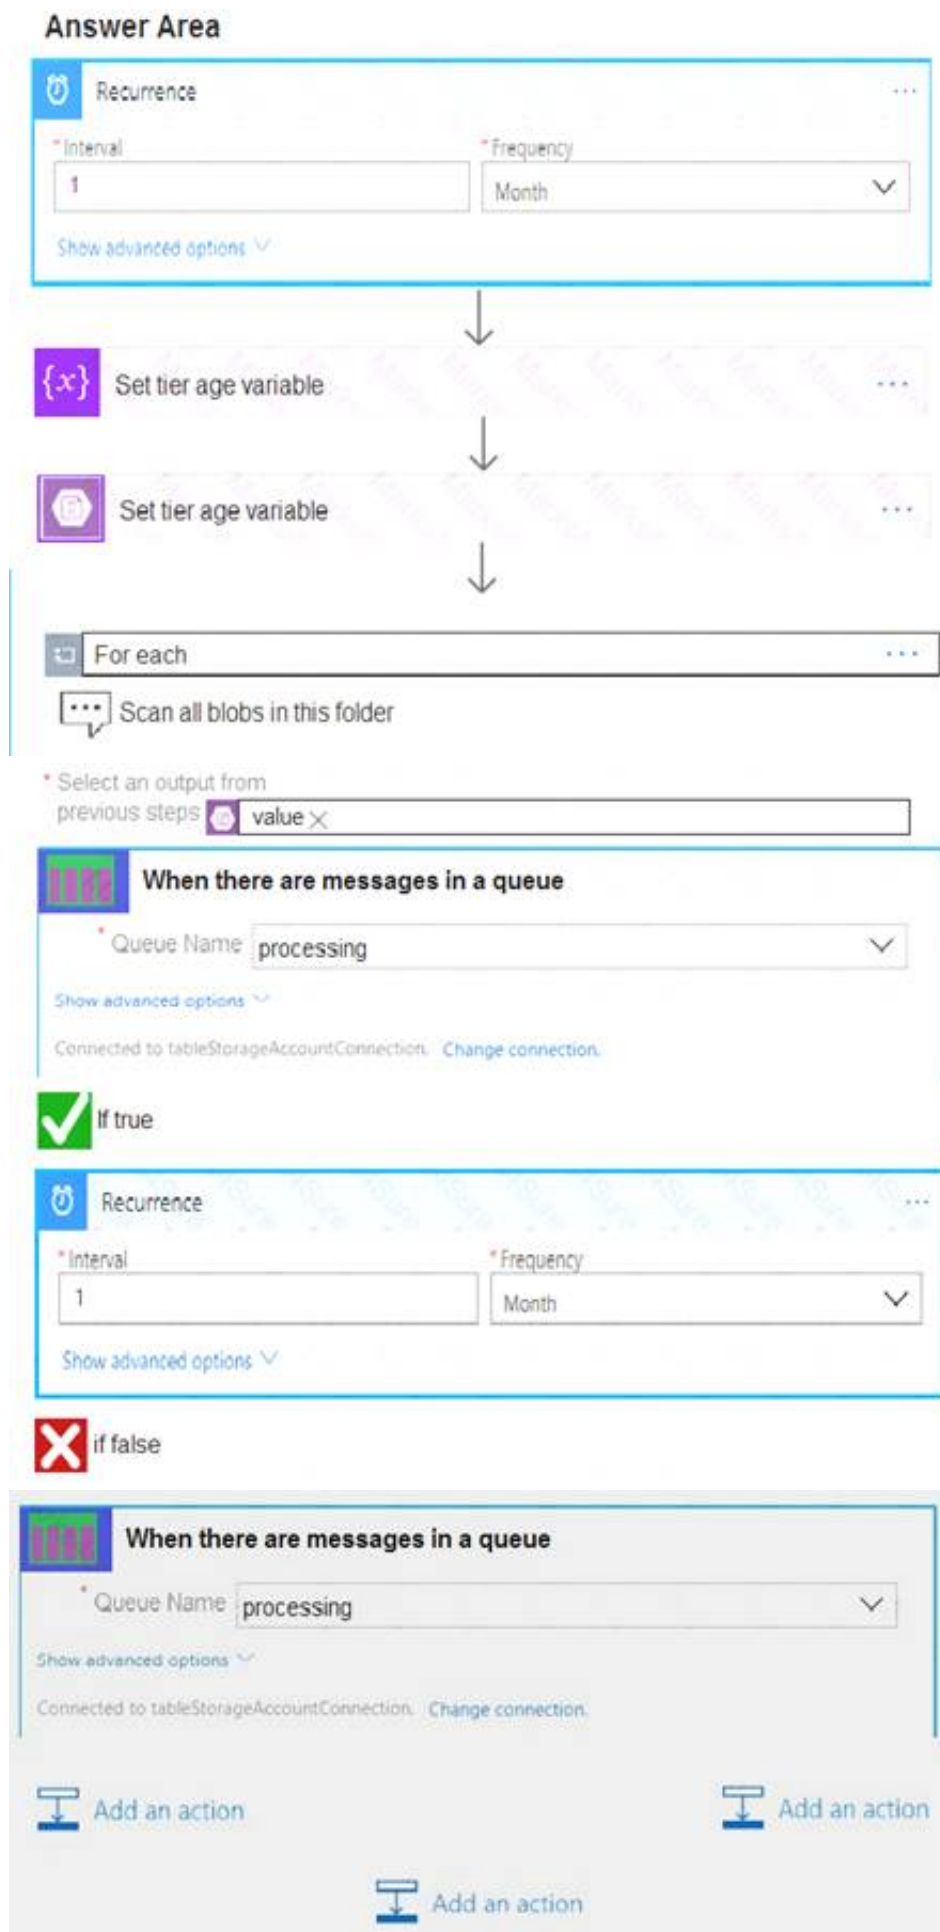 Answer Area
Recurrence
...
* Interval
* Frequency
1
Month
Show advanced options
{x}
Set tier age variable
...
Set tier age variable
...
For each
...
Scan all blobs in this folder
* Select an output from
previous steps
value
When there are messages in a queue
* Queue Name
processing
Show advanced options
Connected to tableStorageAccountConnection. Change connection.
If true
Recurrence
...
* Interval
* Frequency
1
Month
Show advanced options
if false
When there are messages in a queue
* Queue Name
processing
Show advanced options
Connected to tableStorageAccountConnection. Change connection.
Add an action
Add an action
Add an action